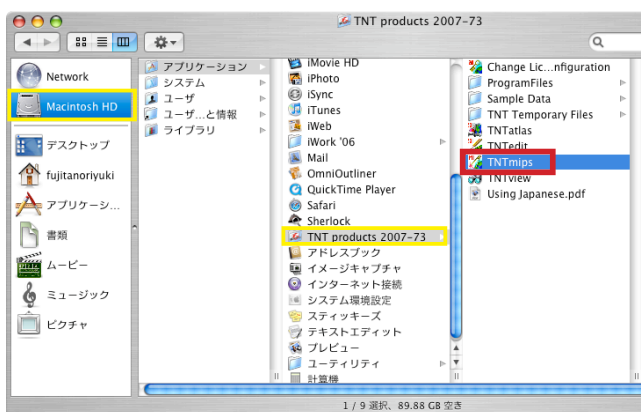 TNT products 2007-73
Network
Macintosh HD
デスクトップ
fujitanoriyuki
アプリケーシ...
書類
ムービー
ミュージック
ピクチャ
アプリケーション
システム
ユーザ
ユーザ...と情報
ライブラリ
iMovie HD
iPhoto
iSync
iTunes
iWeb
iWork '06
Mail
OmniOutliner
QuickTime Player
Safari
Sherlock
TNT products 2007-73
アドレスブック
イメージキャプチャ
インターネット接続
システム環境設定
スティッキーズ
テキストエディット
プレビュー
ユーティリティ
計算機
Change Lic...nfiguration
ProgramFiles
Sample Data
TNT Temporary Files
TNTatlas
TNTedit
TNTmips
TNTview
Using Japanese.pdf
1 / 9 選択、89.88 GB 空き